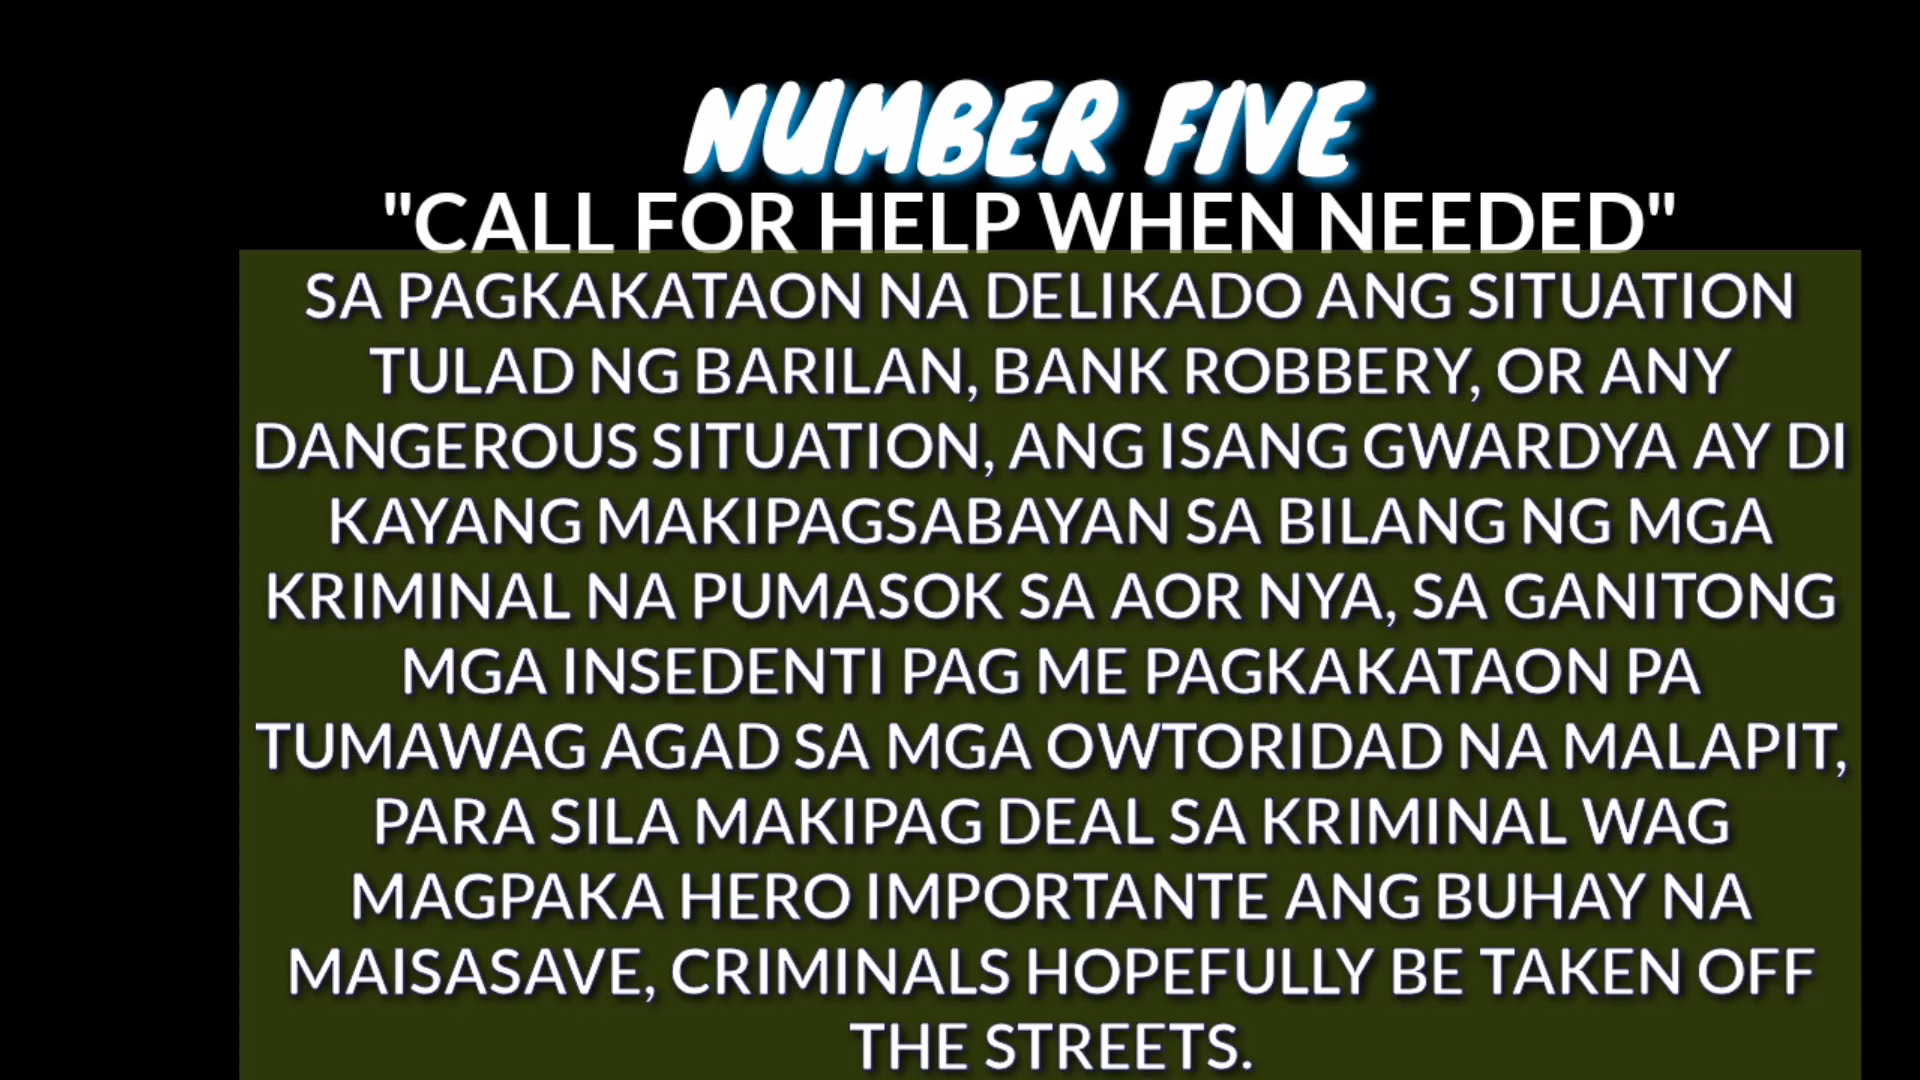 NUMBER FIVE
"CALL FOR HELP WHEN NEEDED"
SA PAGKAKATAON NA DELIKADO ANG SITUATION
TULAD NG BARILAN, BANK ROBBERY, OR ANY
DANGEROUS SITUATION, ANG ISANG GWARDYA AY DI
KAYANG MAKIPAGSABAYAN SA BILANG NG MGA
KRIMINAL NA PUMASOK SA AOR NYA, SA GANITONG
MGA INSEDENTI PAG ME PAGKAKATAON PA
TUMAWAG AGAD SA MGA OWTORIDAD NA MALAPIT,
PARA SILA MAKIPAG DEAL SA KRIMINAL WAG
MAGPAKA HERO IMPORTANTE ANG BUHAY NA
MAISASAVE, CRIMINALS HOPEFULLY BE TAKEN OFF
THE STREETS.